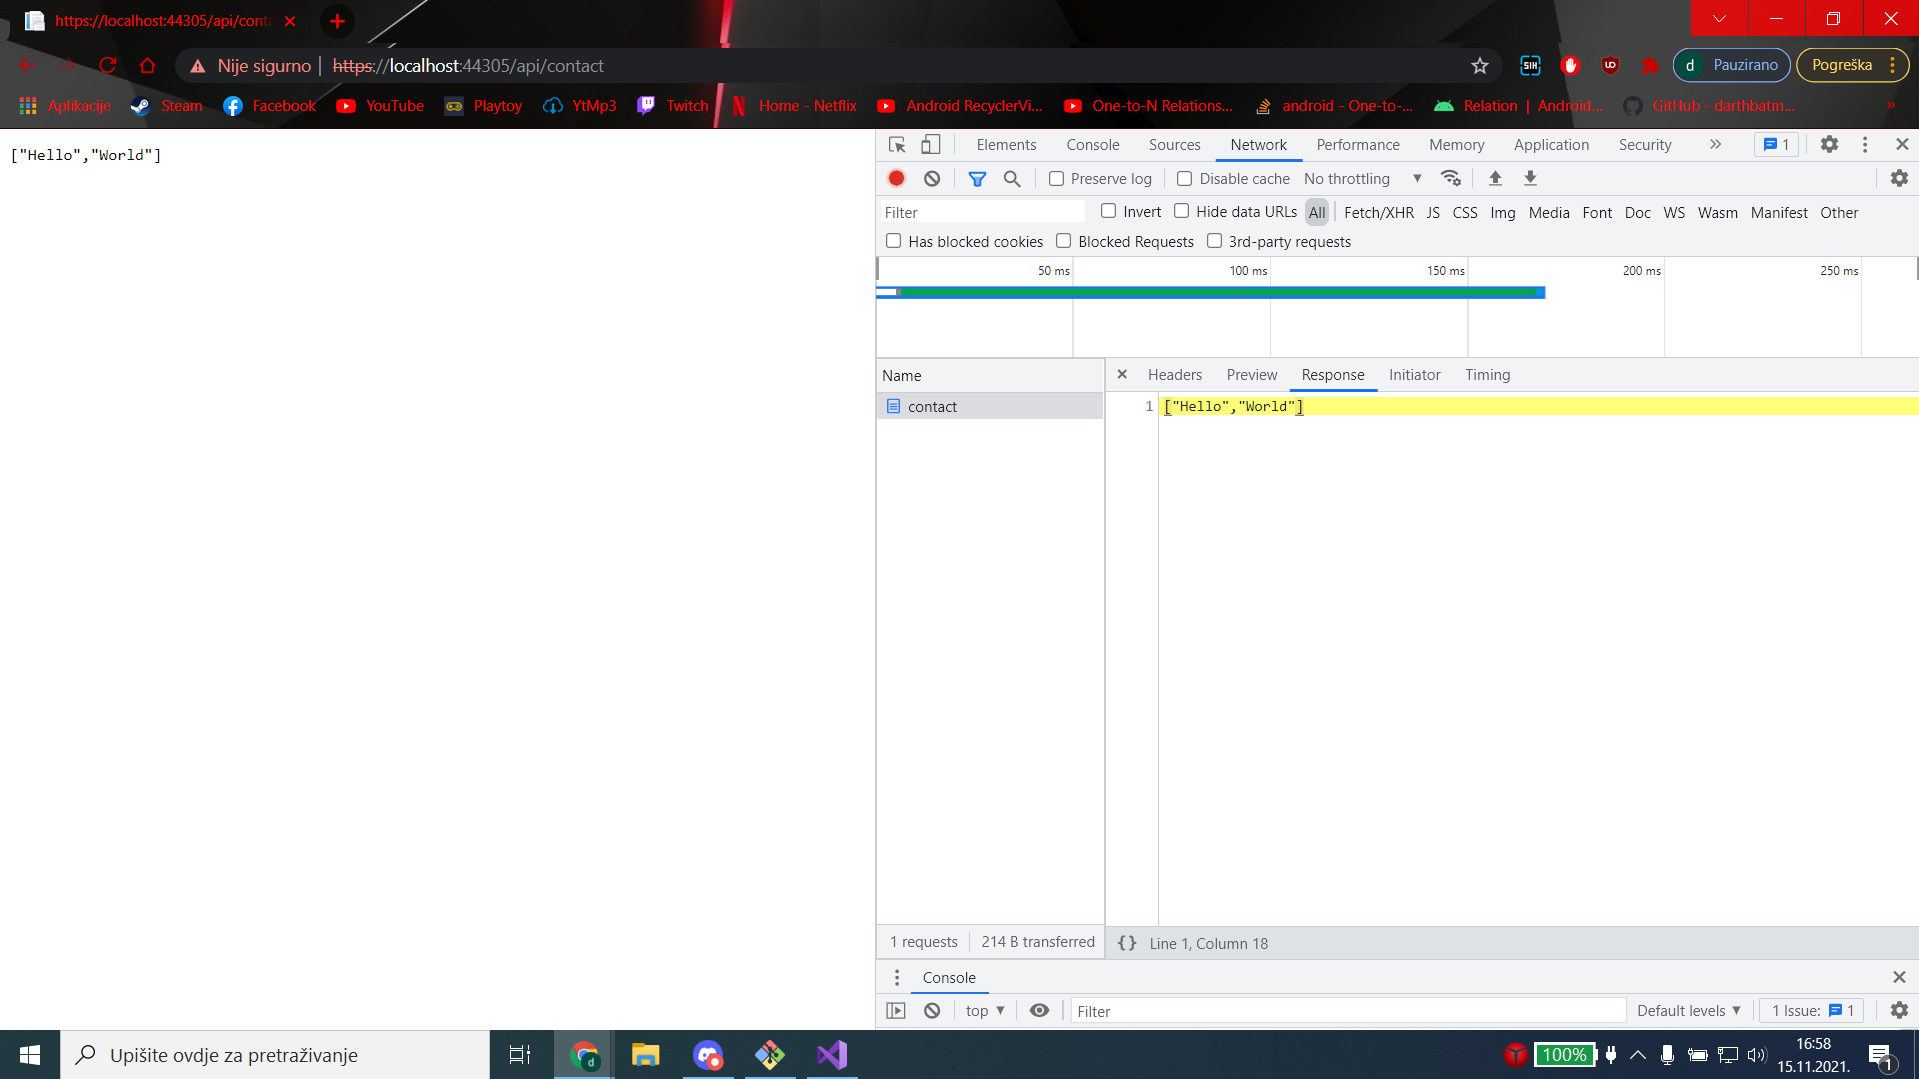 https://localhost:44305/api/conta
Nije sigurno https://localhost:44305/api/contact
d Pauzirano
Pogreška
Aplikacije Steam Facebook YouTube Playtoy YtMp3 Twitch Home - Netflix Android RecyclerVi... One-to-N Relations... android - One-to-... Relation | Android... GitHub - darthbatm... »
["Hello","World"]
Elements Console Sources Network Performance Memory Application Security » 1
Preserve log Disable cache No throttling
Filter Invert Hide data URLs All Fetch/XHR JS CSS Img Media Font Doc WS Wasm Manifest Other
Has blocked cookies Blocked Requests 3rd-party requests
50 ms 100 ms 150 ms 200 ms 250 ms
Name
Headers Preview Response Initiator Timing
contact
1 ["Hello","World"]
1 requests 214 B transferred
{} Line 1, Column 18
Console
top Filter Default levels 1 Issue: 1
Upišite ovdje za pretraživanje
100%
16:58
15.11.2021.
1